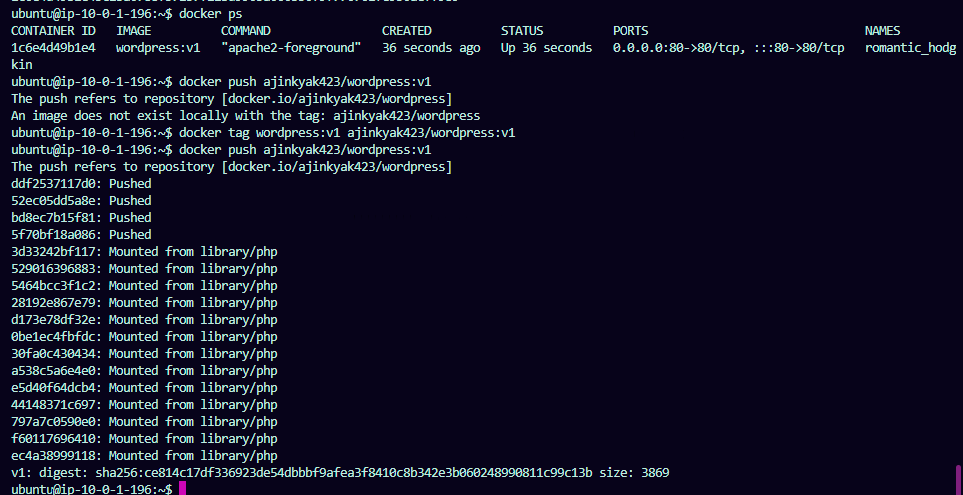 ubuntu@ip-10-0-1-196:~$ docker ps
CONTAINER ID   IMAGE          COMMAND                CREATED          STATUS          PORTS                               NAMES
1c6e4d49b1e4   wordpress:v1   "apache2-foreground"   36 seconds ago   Up 36 seconds   0.0.0.0:80->80/tcp, :::80->80/tcp   romantic_hodg
kin
ubuntu@ip-10-0-1-196:~$ docker push ajinkyak423/wordpress:v1
The push refers to repository [docker.io/ajinkyak423/wordpress]
An image does not exist locally with the tag: ajinkyak423/wordpress
ubuntu@ip-10-0-1-196:~$ docker tag wordpress:v1 ajinkyak423/wordpress:v1
ubuntu@ip-10-0-1-196:~$ docker push ajinkyak423/wordpress:v1
The push refers to repository [docker.io/ajinkyak423/wordpress]
ddf2537117d0: Pushed
52ec05dd5a8e: Pushed
bd8ec7b15f81: Pushed
5f70bf18a086: Pushed
3d33242bf117: Mounted from library/php
529016396883: Mounted from library/php
5464bcc3f1c2: Mounted from library/php
28192e867e79: Mounted from library/php
d173e78df32e: Mounted from library/php
0be1ec4fbfdc: Mounted from library/php
30fa0c430434: Mounted from library/php
a538c5a6e4e0: Mounted from library/php
e5d40f64dcb4: Mounted from library/php
44148371c697: Mounted from library/php
797a7c0590e0: Mounted from library/php
f60117696410: Mounted from library/php
ec4a38999118: Mounted from library/php
v1: digest: sha256:ce814c17df336923de54dbbbf9afea3f8410c8b342e3b060248990811c99c13b size: 3869
ubuntu@ip-10-0-1-196:~$